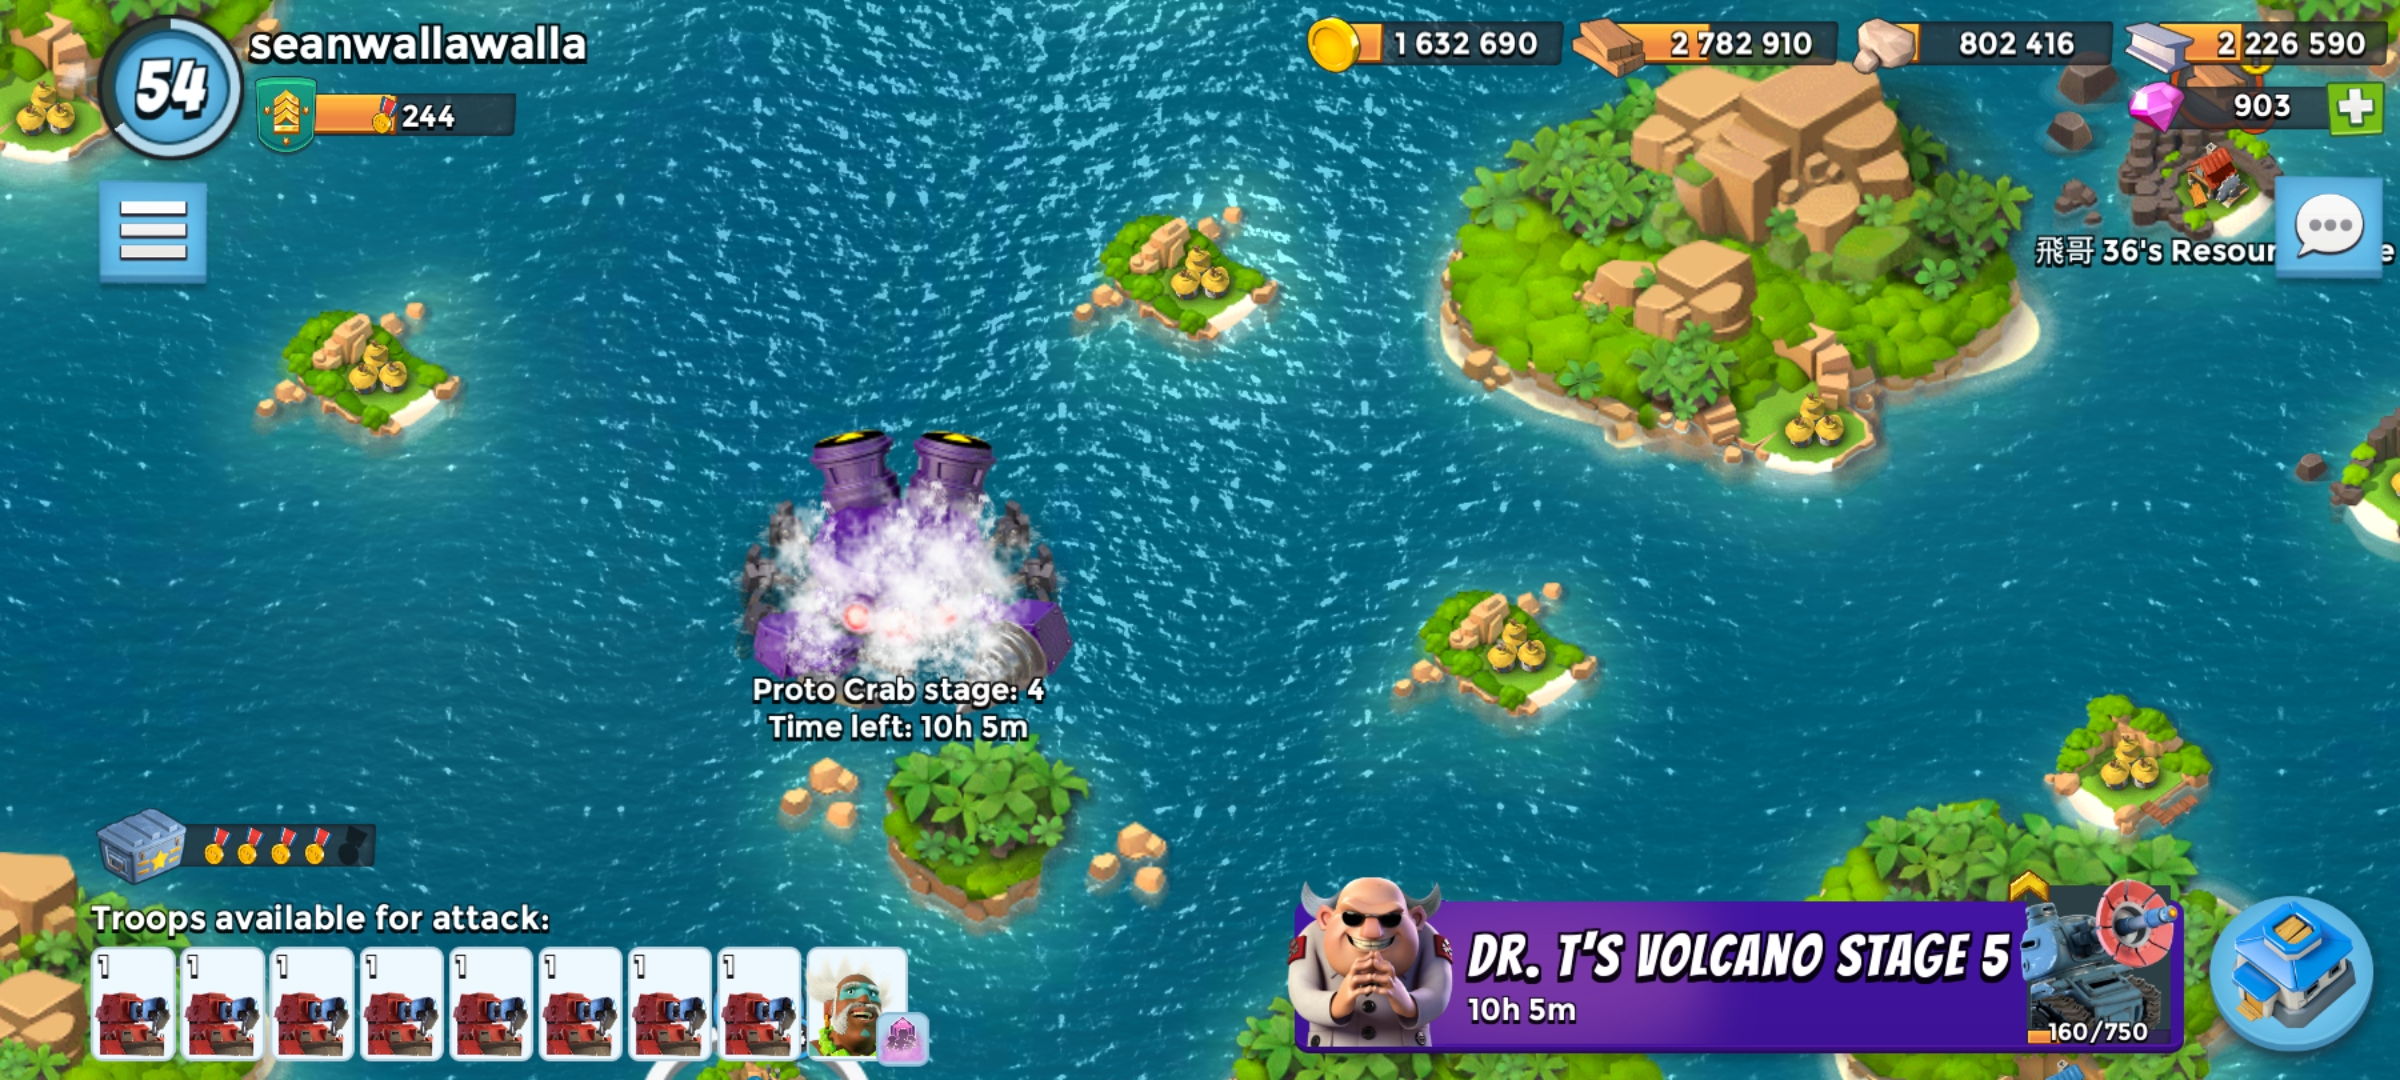 54
seanwallawalla
244
1 632 690
2 782 910
802 416
2 226 590
903
飛哥 36's Resour
e
Proto Crab stage: 4
Time left: 10h 5m
Troops available for attack:
1 1 1 1 1 1 1 1
DR. T'S VOLCANO STAGE 5
10h 5m
160/750